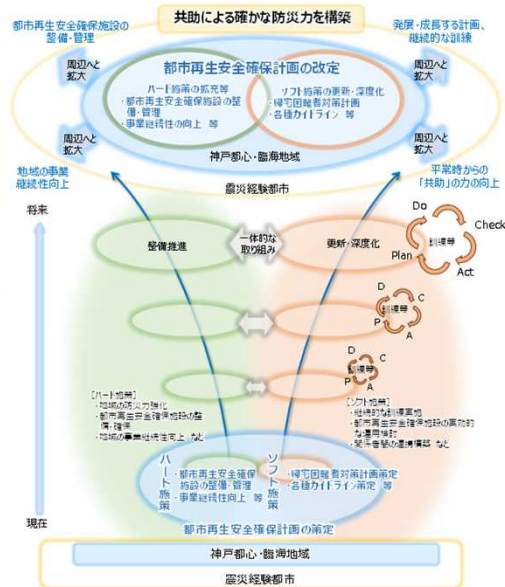 共助による確かな防災力を構築
都市再生安全確保施設の
整備・管理
発展・成長する計画、
継続的な訓練
周辺へと
拡大
周辺へと
拡大
都市再生安全確保計画の改定
ハード施策の拡充等
・都市再生安全確保施設の整
備・管理
・事業継続性の向上 等
ソフト施策の更新・深度化
・帰宅困難者対策計画
・各種ガイドライン 等
周辺へと
拡大
周辺へと
拡大
神戸都心・臨海地域
地域の事業
継続性向上
平常時からの
「共助」の力の向上
震災経験都市
将来
整備推進
一体的な
取り組み
更新・深度化
Do
Check
Plan
Act
訓練等
D
C
P
A
訓練等
D
C
P
A
訓練等
[ハード施策]
・地域の防災力強化
・都市再生安全確保施設の整
備・確保
・地域の事業継続性向上 など
[ソフト施策]
・継続的な訓練実施
・都市再生安全確保施設の実効的
な運用検討
・関係者間の連携構築 など
ハード施策
・都市再生安全確保
施設の整備・管理
・事業継続性向上 等
ソフト施策
・帰宅困難者対策計画策定
・各種ガイドライン策定 等
都市再生安全確保計画の策定
現在
神戸都心・臨海地域
震災経験都市